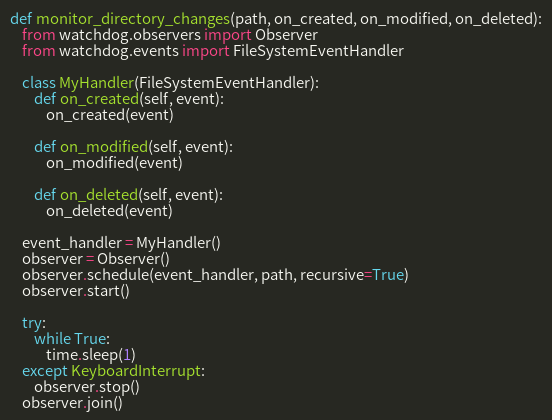 def monitor_directory_changes(path, on_created, on_modified, on_deleted):
    from watchdog.observers import Observer
    from watchdog.events import FileSystemEventHandler

    class MyHandler(FileSystemEventHandler):
        def on_created(self, event):
            on_created(event)

        def on_modified(self, event):
            on_modified(event)

        def on_deleted(self, event):
            on_deleted(event)

    event_handler = MyHandler()
    observer = Observer()
    observer.schedule(event_handler, path, recursive=True)
    observer.start()

    try:
        while True:
            time.sleep(1)
    except KeyboardInterrupt:
        observer.stop()
    observer.join()